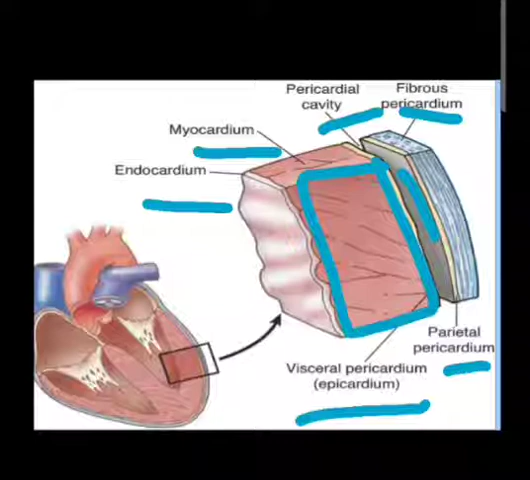 Pericardial
cavity
Fibrous
pericardium
Myocardium
Endocardium
Parietal
pericardium
Visceral pericardium
(epicardium)